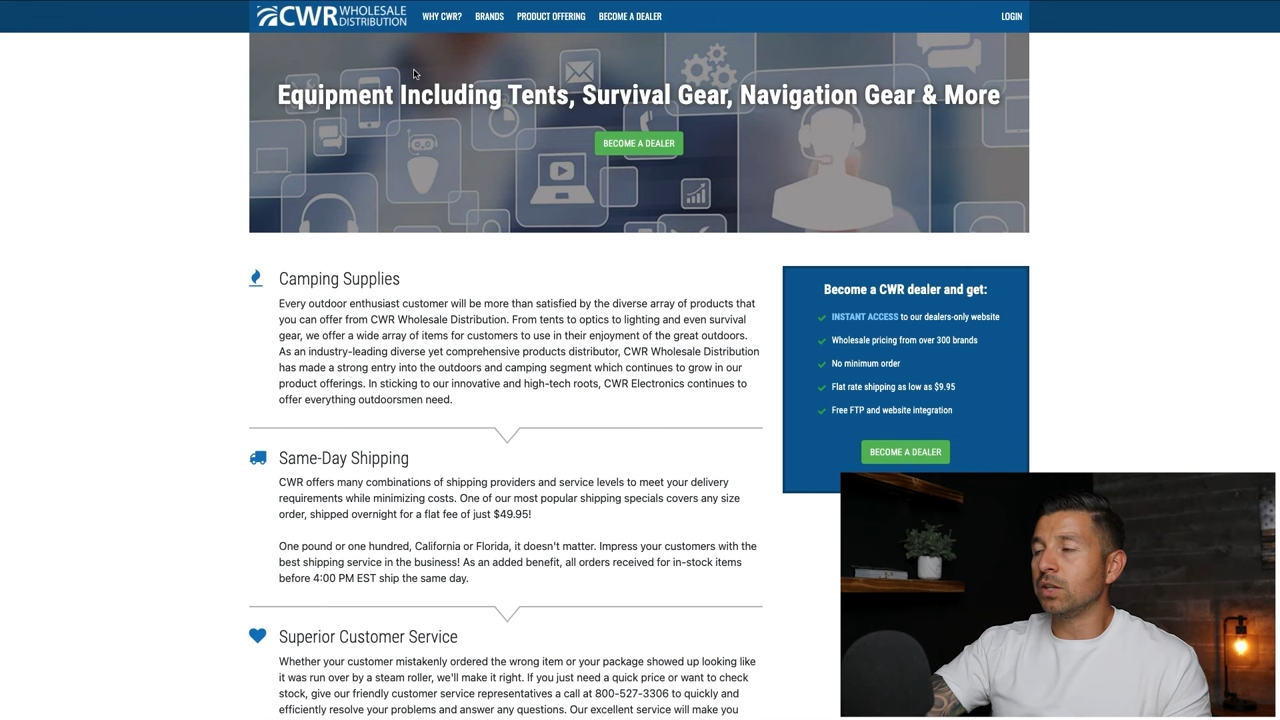 CWR WHOLESALE DISTRIBUTION
WHY CWR? BRANDS PRODUCT OFFERING BECOME A DEALER LOGIN
Equipment Including Tents, Survival Gear, Navigation Gear & More
BECOME A DEALER
Camping Supplies
Every outdoor enthusiast customer will be more than satisfied by the diverse array of products that
you can offer from CWR Wholesale Distribution. From tents to optics to lighting and even survival
gear, we offer a wide array of items for customers to use in their enjoyment of the great outdoors.
As an industry-leading diverse yet comprehensive products distributor, CWR Wholesale Distribution
has made a strong entry into the outdoors and camping segment which continues to grow in our
product offerings. In sticking to our innovative and high-tech roots, CWR Electronics continues to
offer everything outdoorsmen need.
Same-Day Shipping
CWR offers many combinations of shipping providers and service levels to meet your delivery
requirements while minimizing costs. One of our most popular shipping specials covers any size
order, shipped overnight for a flat fee of just $49.95!
One pound or one hundred, California or Florida, it doesn't matter. Impress your customers with the
best shipping service in the business! As an added benefit, all orders received for in-stock items
before 4:00 PM EST ship the same day.
Superior Customer Service
Whether your customer mistakenly ordered the wrong item or your package showed up looking like
it was run over by a steam roller, we'll make it right. If you just need a quick price or want to check
stock, give our friendly customer service representatives a call at 800-527-3306 to quickly and
efficiently resolve your problems and answer any questions. Our excellent service will make you
Become a CWR dealer and get:
INSTANT ACCESS to our dealers-only website
Wholesale pricing from over 300 brands
No minimum order
Flat rate shipping as low as $9.95
Free FTP and website integration
BECOME A DEALER